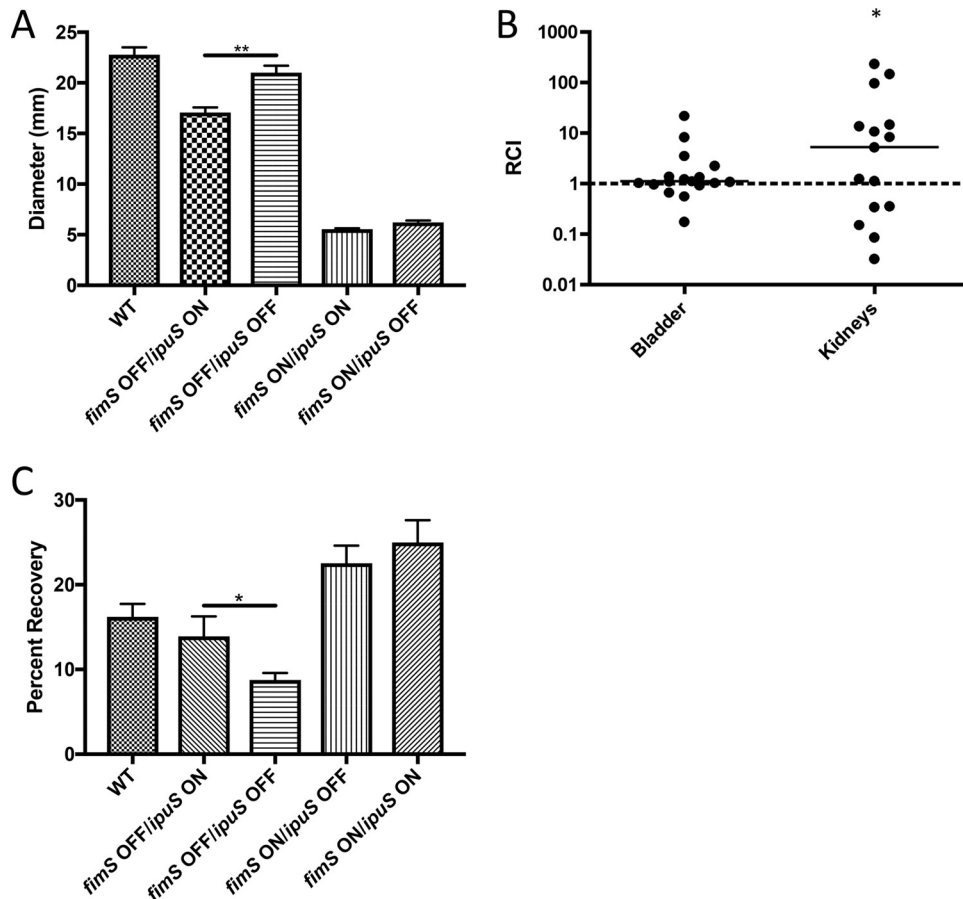 A
Diameter (mm)
25
20
15
10
5
0
**
WT
fimS OFF/ipuS ON
fimS OFF/ipuS OFF
fimS ON/ipuS ON
fimS ON/ipuS OFF
B
RCI
1000
100
10
1
0.1
0.01
*
Bladder
Kidneys
C
Percent Recovery
30
20
10
0
*
WT
fimS OFF/ipuS ON
fimS OFF/ipuS OFF
fimS ON/ipuS OFF
fimS ON/ipuS ON